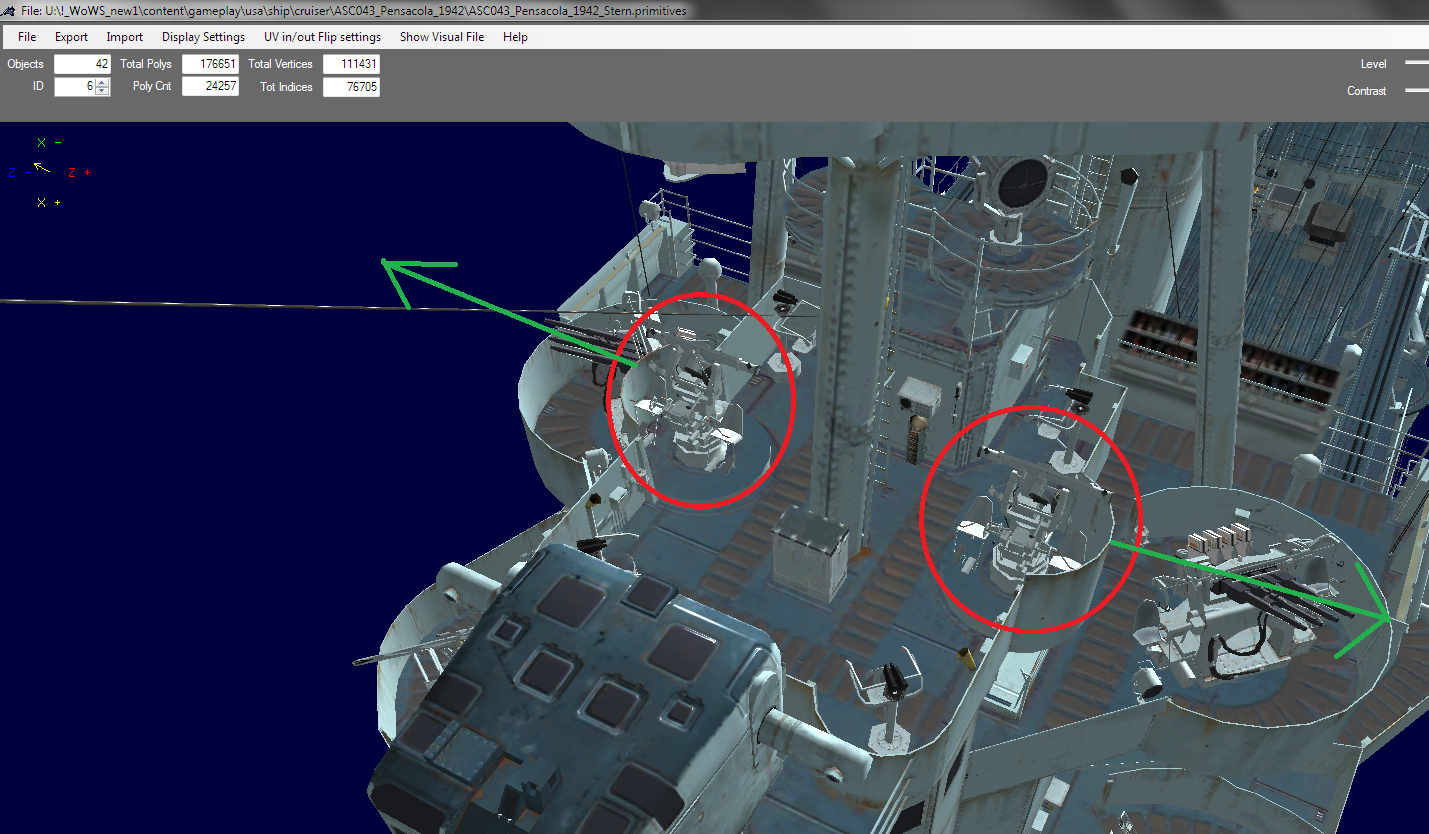 File: U:\!_WoWS_new1\content\gameplay\usa\ship\cruiser\ASC043_Pensacola_1942\ASC043_Pensacola_1942_Stern.primitives
File Export Import Display Settings UV in/out Flip settings Show Visual File Help
Objects 42 Total Polys 176651 Total Vertices 111431 Level
ID 6 Poly Cnt 24257 Tot Indices 76705 Contrast
X -
Z - Z +
X +